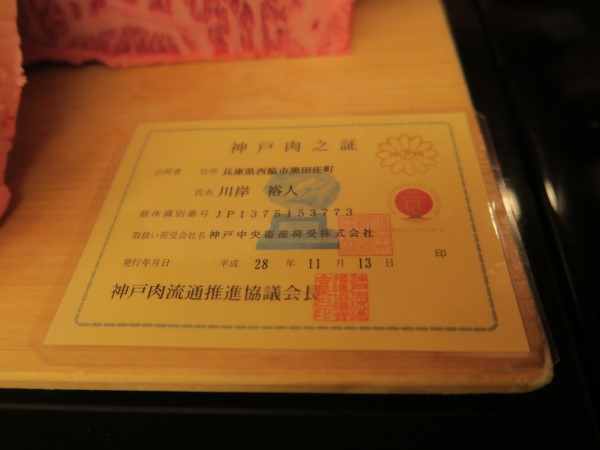 神戸肉之証
出荷者 住所 兵庫県西脇市黒田庄町
氏名 川岸 裕人
個体識別番号 JP1375153773
取扱い荷受会社名 神戸中央畜産荷受株式会社
発行年月日 平成 28 年 11 月 13 日 印
神戸肉流通推進協議会長